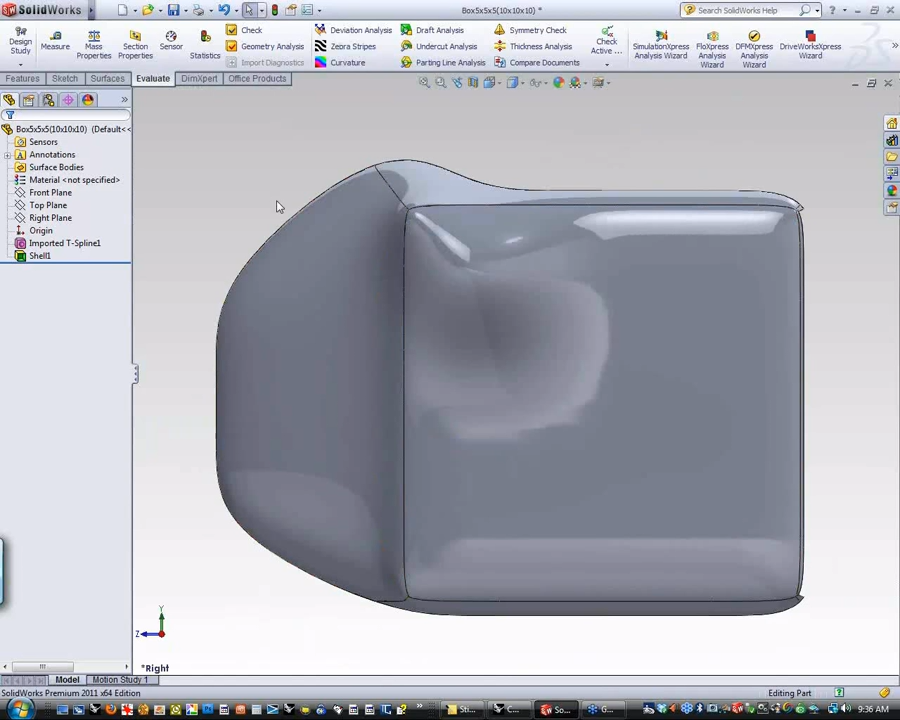 SolidWorks
Box5x5x5(10x10x10) *
Search SolidWorks Help
Design Study
Measure
Mass Properties
Section Properties
Sensor
Statistics
Check
Geometry Analysis
Import Diagnostics
Deviation Analysis
Zebra Stripes
Curvature
Draft Analysis
Undercut Analysis
Parting Line Analysis
Symmetry Check
Thickness Analysis
Compare Documents
Check Active ...
SimulationXpress Analysis Wizard
FloXpress Analysis Wizard
DFMXpress Analysis Wizard
DriveWorksXpress Wizard
Features
Sketch
Surfaces
Evaluate
DimXpert
Office Products
Box5x5x5(10x10x10) (Default<<
Sensors
Annotations
Surface Bodies
Material <not specified>
Front Plane
Top Plane
Right Plane
Origin
Imported T-Spline1
Shell1
Y
Z
*Right
Model
Motion Study 1
SolidWorks Premium 2011 x64 Edition
Editing Part
Sti...
C...
So...
G...
9:36 AM